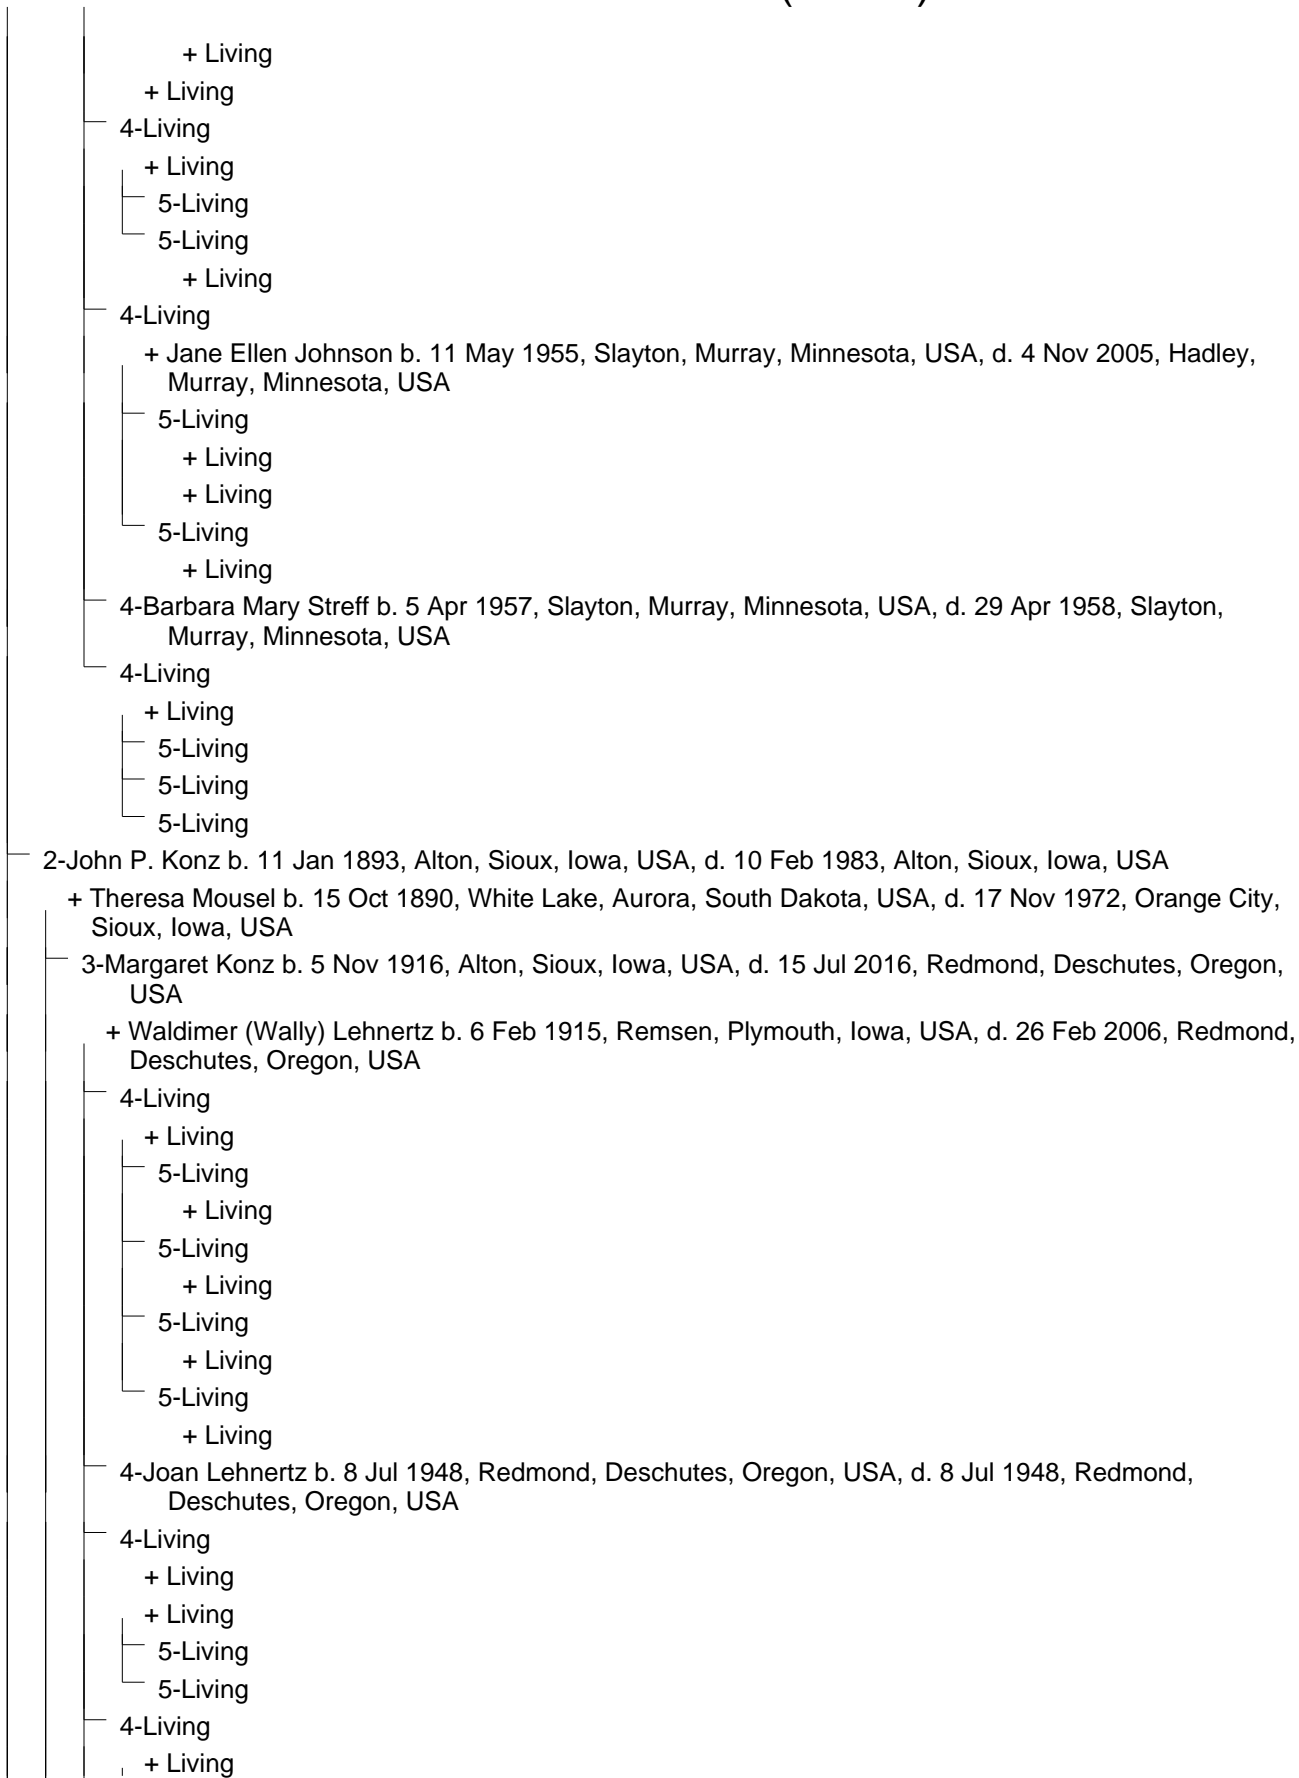 + Living
+ Living
4-Living
+ Living
5-Living
5-Living
+ Living
4-Living
+ Jane Ellen Johnson b. 11 May 1955, Slayton, Murray, Minnesota, USA, d. 4 Nov 2005, Hadley,
Murray, Minnesota, USA
5-Living
+ Living
+ Living
5-Living
+ Living
4-Barbara Mary Streff b. 5 Apr 1957, Slayton, Murray, Minnesota, USA, d. 29 Apr 1958, Slayton,
Murray, Minnesota, USA
4-Living
+ Living
5-Living
5-Living
5-Living
2-John P. Konz b. 11 Jan 1893, Alton, Sioux, Iowa, USA, d. 10 Feb 1983, Alton, Sioux, Iowa, USA
+ Theresa Mousel b. 15 Oct 1890, White Lake, Aurora, South Dakota, USA, d. 17 Nov 1972, Orange City,
Sioux, Iowa, USA
3-Margaret Konz b. 5 Nov 1916, Alton, Sioux, Iowa, USA, d. 15 Jul 2016, Redmond, Deschutes, Oregon,
USA
+ Waldimer (Wally) Lehnertz b. 6 Feb 1915, Remsen, Plymouth, Iowa, USA, d. 26 Feb 2006, Redmond,
Deschutes, Oregon, USA
4-Living
+ Living
5-Living
+ Living
5-Living
+ Living
5-Living
+ Living
5-Living
+ Living
4-Joan Lehnertz b. 8 Jul 1948, Redmond, Deschutes, Oregon, USA, d. 8 Jul 1948, Redmond,
Deschutes, Oregon, USA
4-Living
+ Living
+ Living
5-Living
5-Living
4-Living
+ Living